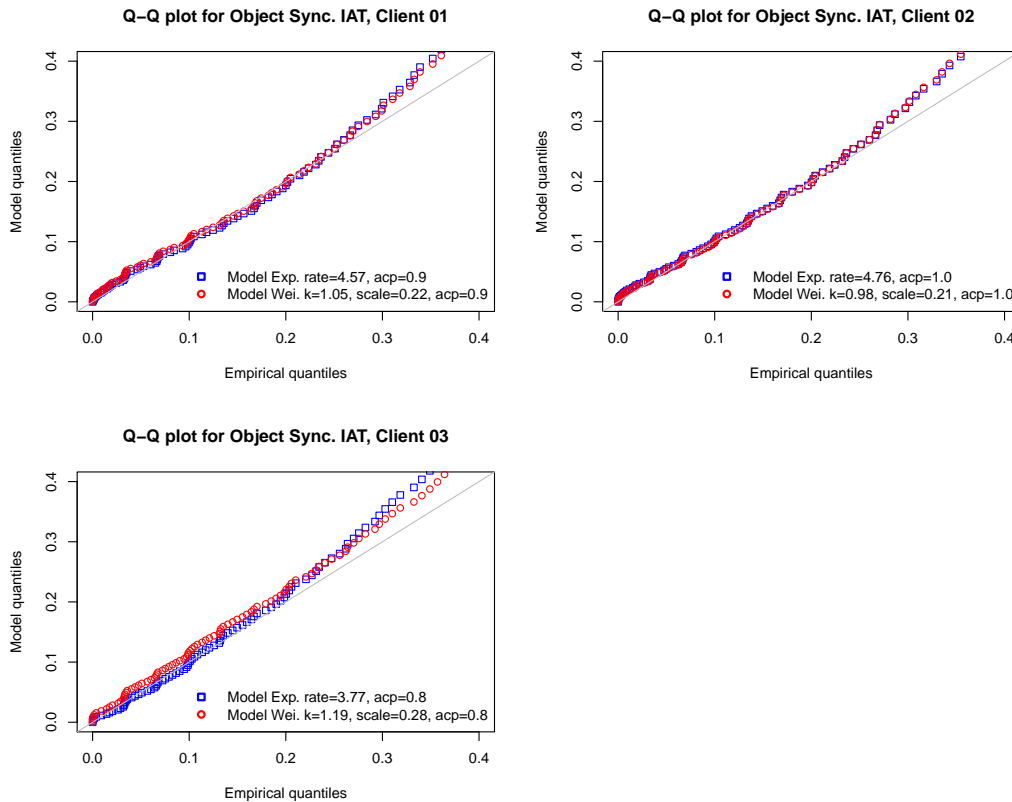 Q−Q plot for Object Sync. IAT, Client 01
Model quantiles
0.4
0.3
0.2
0.1
0.0
Model Exp. rate=4.57, acp=0.9
Model Wei. k=1.05, scale=0.22, acp=0.9
0.0 0.1 0.2 0.3 0.4
Empirical quantiles
Q−Q plot for Object Sync. IAT, Client 02
Model quantiles
0.4
0.3
0.2
0.1
0.0
Model Exp. rate=4.76, acp=1.0
Model Wei. k=0.98, scale=0.21, acp=1.0
0.0 0.1 0.2 0.3 0.4
Empirical quantiles
Q−Q plot for Object Sync. IAT, Client 03
Model quantiles
0.4
0.3
0.2
0.1
0.0
Model Exp. rate=3.77, acp=0.8
Model Wei. k=1.19, scale=0.28, acp=0.8
0.0 0.1 0.2 0.3 0.4
Empirical quantiles